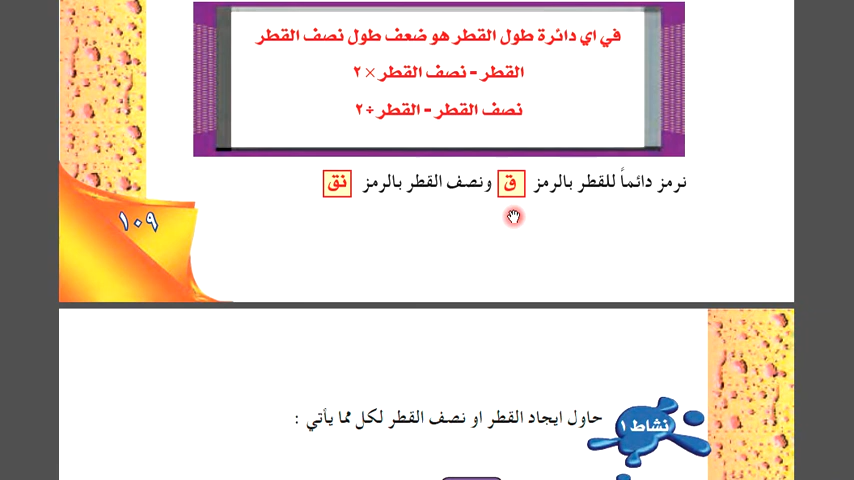 في اي دائرة طول القطر هو ضعف طول نصف القطر
القطر = نصف القطر × ٢
نصف القطر = القطر ÷ ٢
نرمز دائماً للقطر بالرمز ق ونصف القطر بالرمز نق
١٠٩
نشاط ١
حاول ايجاد القطر او نصف القطر لكل مما يأتي :